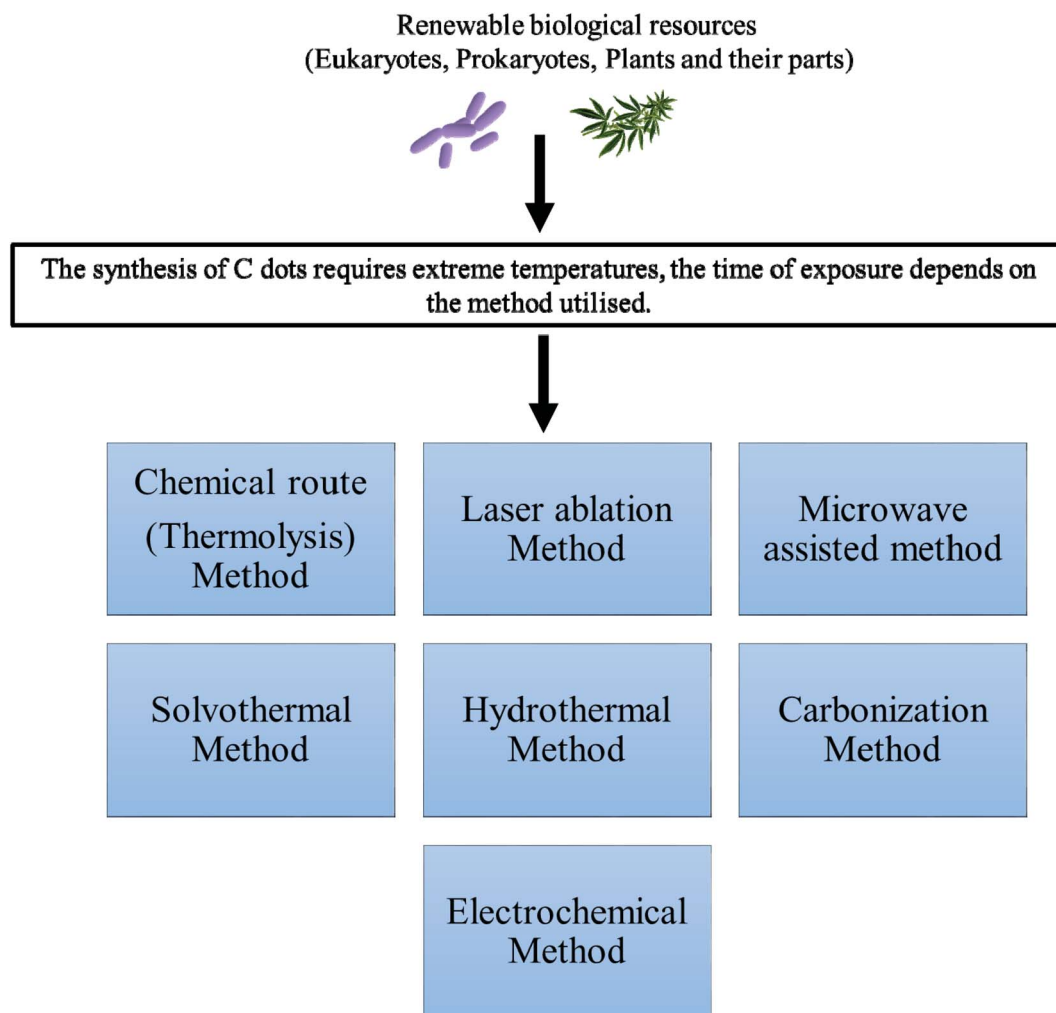 Renewable biological resources
(Eukaryotes, Prokaryotes, Plants and their parts)
The synthesis of C dots requires extreme temperatures, the time of exposure depends on
the method utilised.
Chemical route
(Thermolysis)
Method
Laser ablation
Method
Microwave
assisted method
Solvothermal
Method
Hydrothermal
Method
Carbonization
Method
Electrochemical
Method